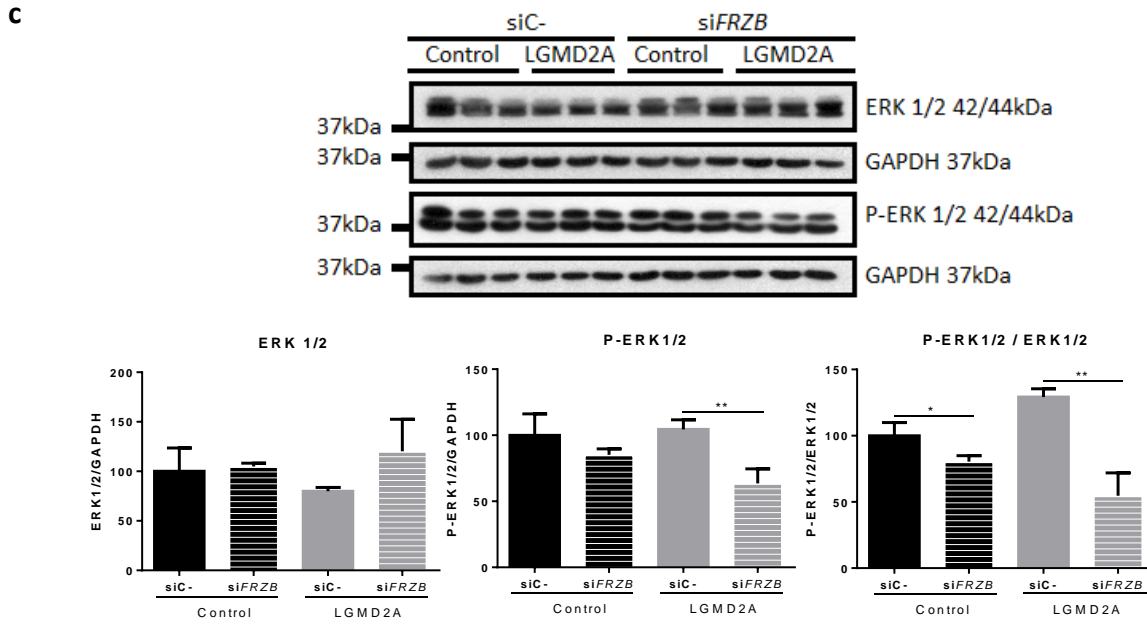 c
siC- siFRZB
Control LGMD2A Control LGMD2A
ERK 1/2 42/44kDa
37kDa
37kDa
GAPDH 37kDa
P-ERK 1/2 42/44kDa
37kDa
37kDa
GAPDH 37kDa
ERK 1/2
ERK1/2/GAPDH
200
150
100
50
0
siC- siFRZB siC- siFRZB
Control LGMD2A
P-ERK1/2
P-ERK1/2/GAPDH
150
100
50
0
**
siC- siFRZB siC- siFRZB
Control LGMD2A
P-ERK1/2 / ERK1/2
P-ERK1/2/ERK1/2
150
100
50
0
*
**
siC- siFRZB siC- siFRZB
Control LGMD2A